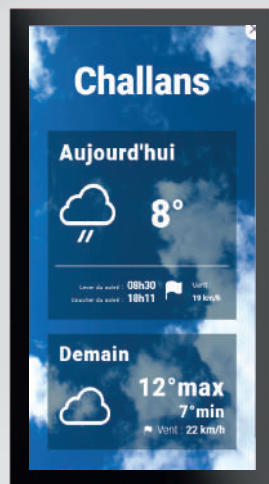 Challans
Aujourd'hui
8°
Lever du soleil : 08h30
Coucher du soleil : 18h11
Vent
19 km/h
Demain
12°max
7°min
Vent : 22 km/h